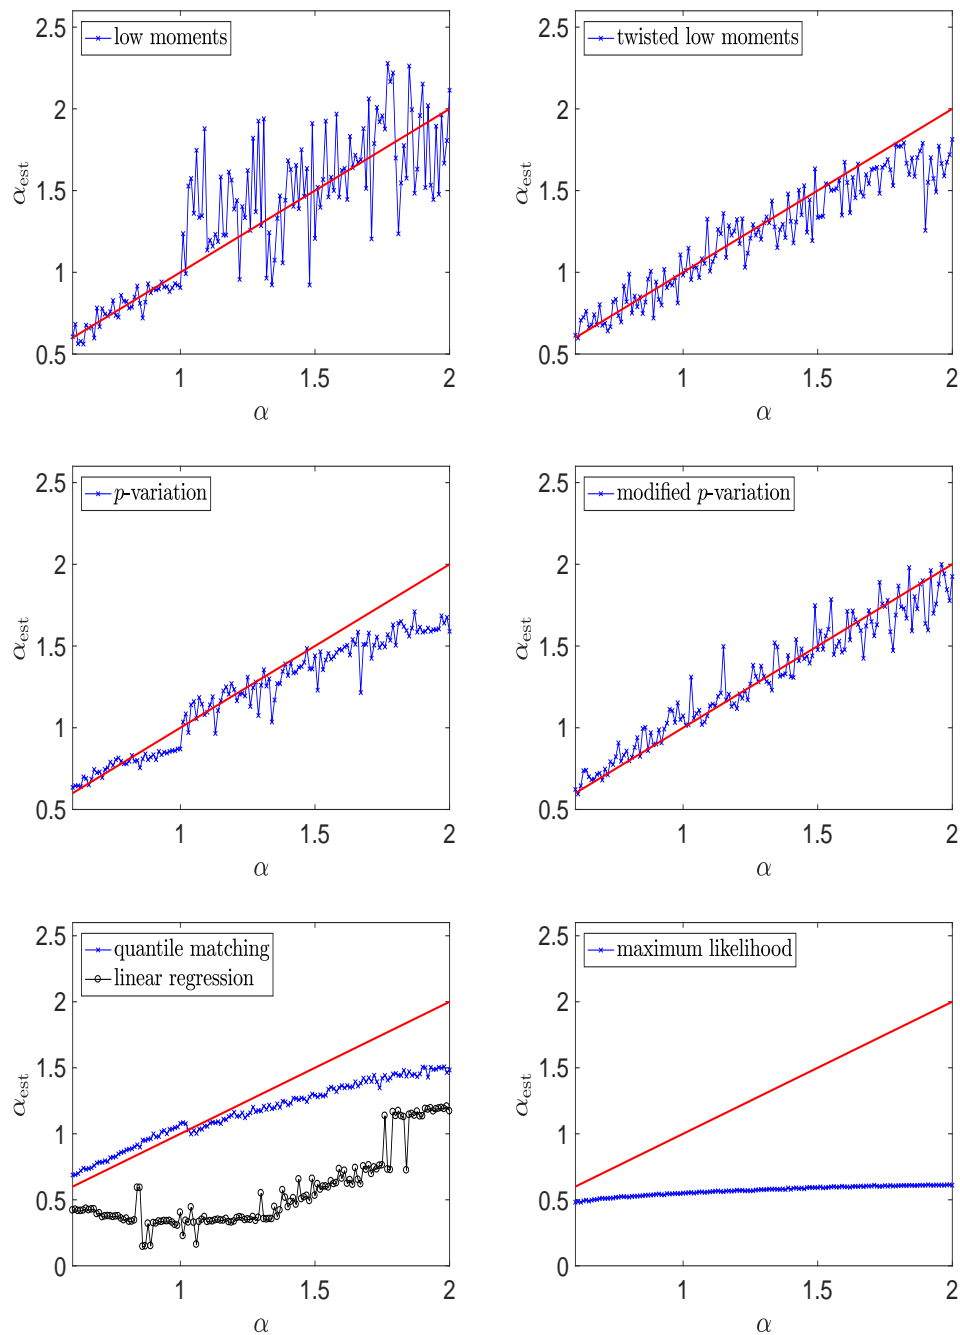 low moments
2.5
2
1.5
1
0.5
α_est
1
1.5
2
α
twisted low moments
2.5
2
1.5
1
0.5
α_est
1
1.5
2
α
p-variation
2.5
2
1.5
1
0.5
α_est
1
1.5
2
α
modified p-variation
2.5
2
1.5
1
0.5
α_est
1
1.5
2
α
quantile matching
linear regression
2.5
2
1.5
1
0.5
0
α_est
1
1.5
2
α
maximum likelihood
2.5
2
1.5
1
0.5
0
α_est
1
1.5
2
α